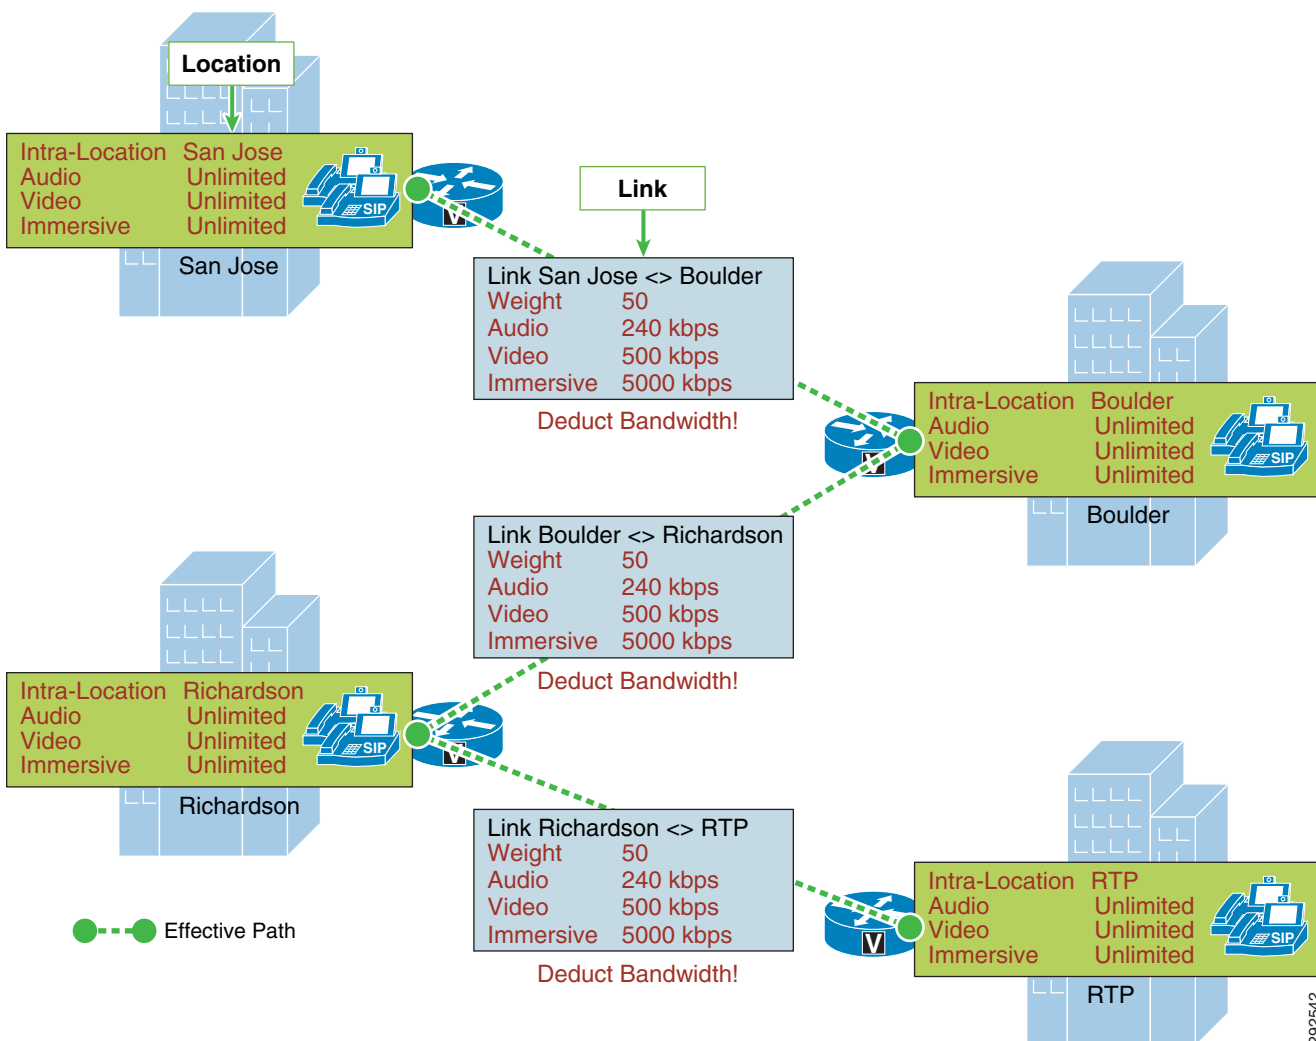 Location
Intra-Location San Jose
Audio Unlimited
Video Unlimited
Immersive Unlimited
SIP
V
San Jose
Link
Link San Jose <> Boulder
Weight 50
Audio 240 kbps
Video 500 kbps
Immersive 5000 kbps
Deduct Bandwidth!
Intra-Location Boulder
Audio Unlimited
Video Unlimited
Immersive Unlimited
SIP
V
Boulder
Link Boulder <> Richardson
Weight 50
Audio 240 kbps
Video 500 kbps
Immersive 5000 kbps
Deduct Bandwidth!
Intra-Location Richardson
Audio Unlimited
Video Unlimited
Immersive Unlimited
SIP
V
Richardson
Link Richardson <> RTP
Weight 50
Audio 240 kbps
Video 500 kbps
Immersive 5000 kbps
Deduct Bandwidth!
Intra-Location RTP
Audio Unlimited
Video Unlimited
Immersive Unlimited
SIP
V
RTP
Effective Path
292542